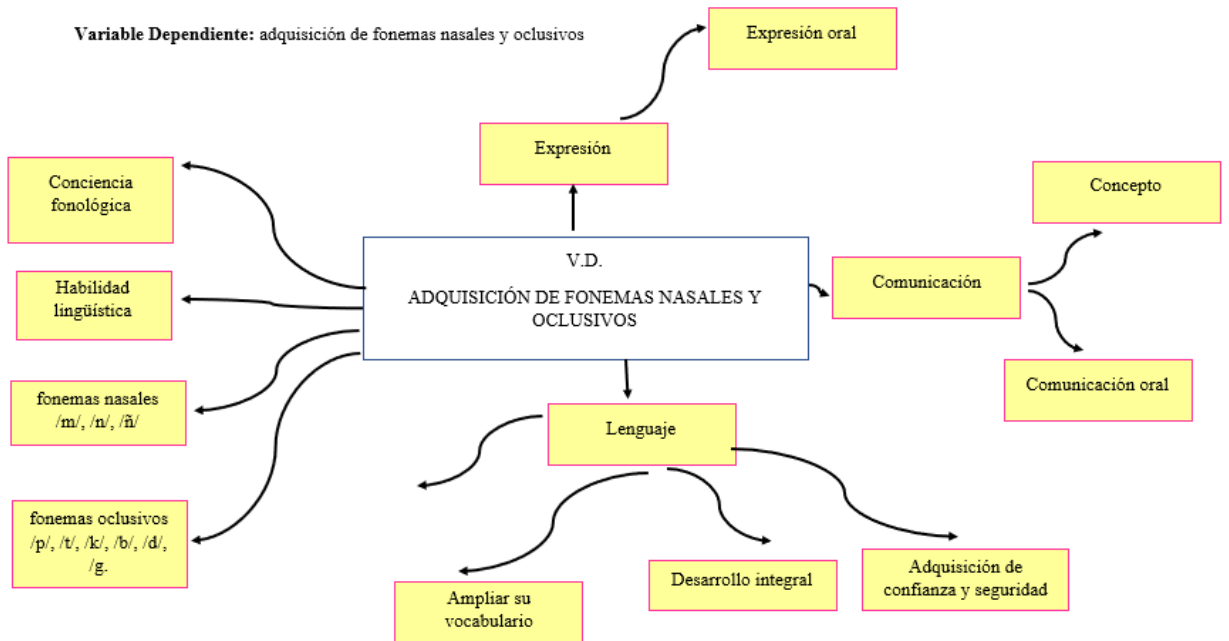 Variable Dependiente: adquisición de fonemas nasales y oclusivos
Expresión oral
Expresión
Conciencia
fonológica
Concepto
V.D.
ADQUISICIÓN DE FONEMAS NASALES Y
OCLUSIVOS
Comunicación
Habilidad
lingüística
Comunicación oral
fonemas nasales
/m/, /n/, /ñ/
Lenguaje
fonemas oclusivos
/p/, /t/, /k/, /b/, /d/,
/g.
Ampliar su
vocabulario
Desarrollo integral
Adquisición de
confianza y seguridad